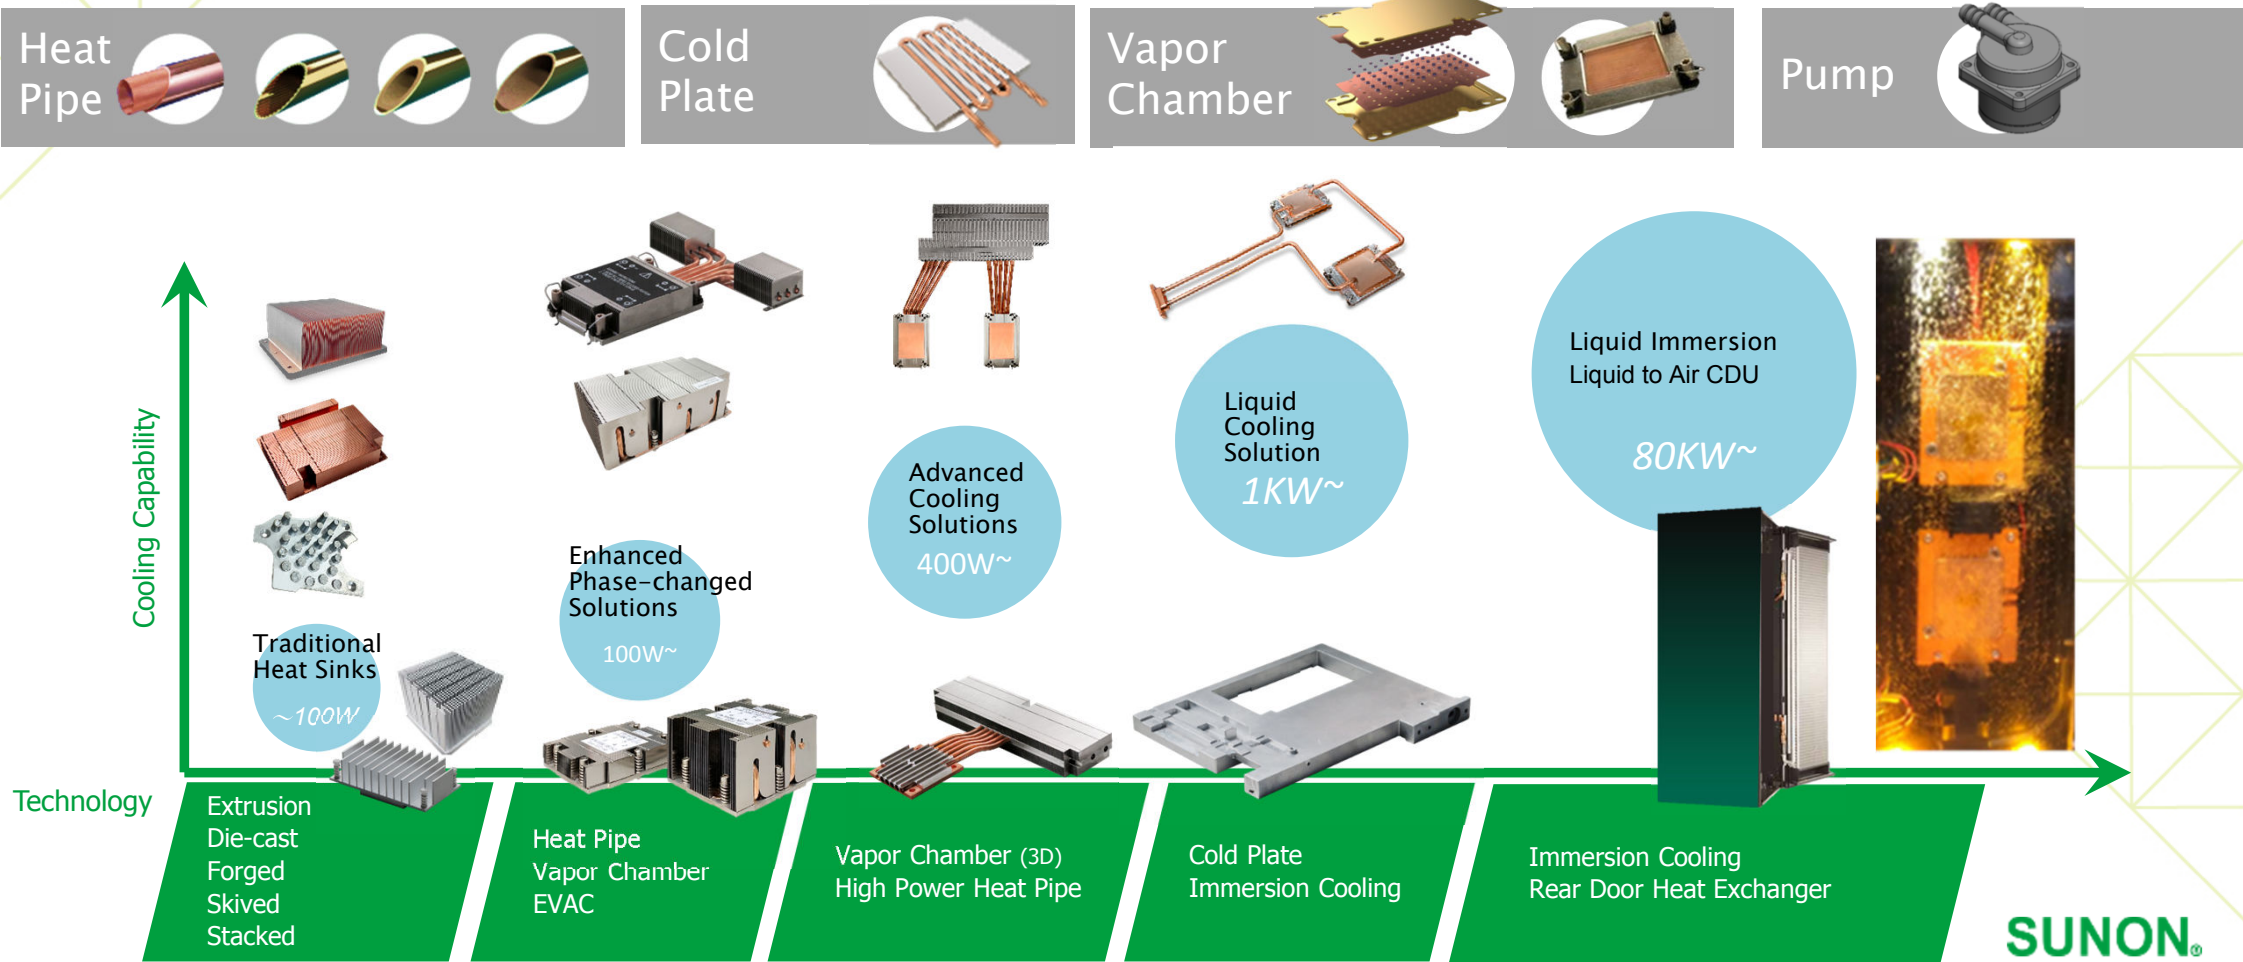 Heat
Pipe
Cold
Plate
Vapor
Chamber
Pump
Cooling Capability
Traditional
Heat Sinks
~100W
Enhanced
Phase-changed
Solutions
100W~
Advanced
Cooling
Solutions
400W~
Liquid
Cooling
Solution
1KW~
Liquid Immersion
Liquid to Air CDU
80KW~
Technology
Extrusion
Die-cast
Forged
Skived
Stacked
Heat Pipe
Vapor Chamber
EVAC
Vapor Chamber (3D)
High Power Heat Pipe
Cold Plate
Immersion Cooling
Immersion Cooling
Rear Door Heat Exchanger
SUNON®